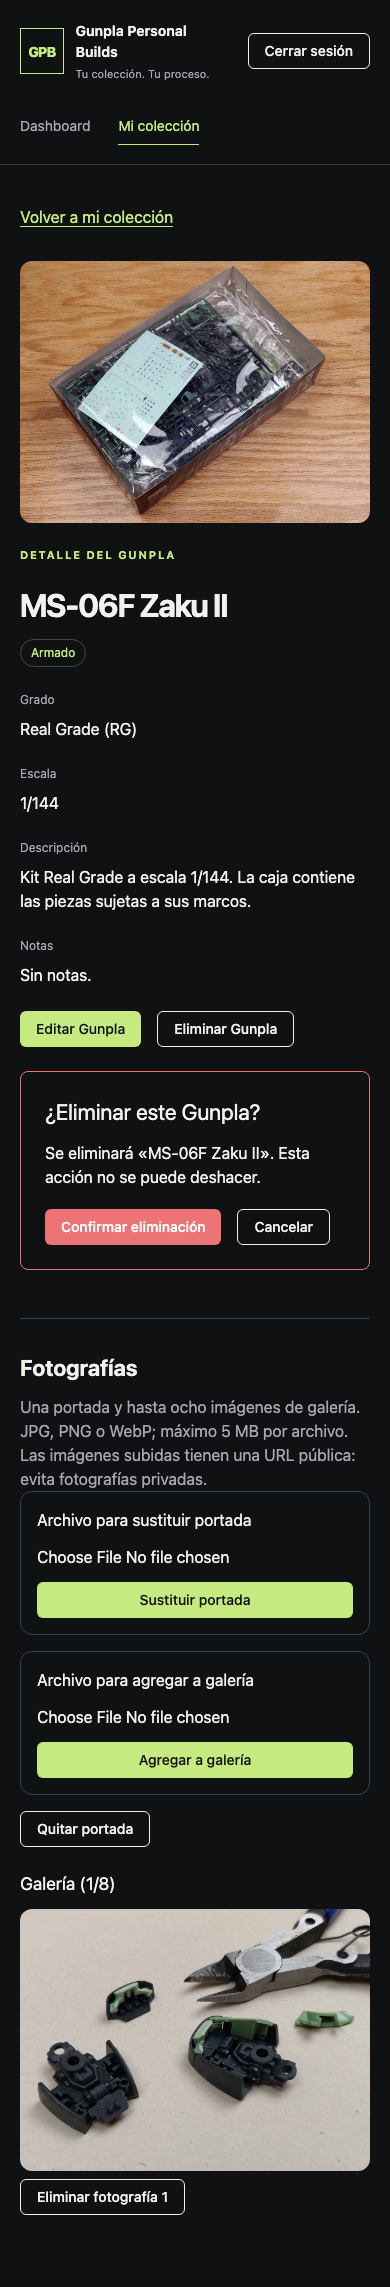 GPB
Gunpla Personal
Builds
Tu colección. Tu proceso.
Cerrar sesión
Dashboard
Mi colección
Volver a mi colección
DETALLE DEL GUNPLA
MS-06F Zaku II
Armado
Grado
Real Grade (RG)
Escala
1/144
Descripción
Kit Real Grade a escala 1/144. La caja contiene
las piezas sujetas a sus marcos.
Notas
Sin notas.
Editar Gunpla
Eliminar Gunpla
¿Eliminar este Gunpla?
Se eliminará «MS-06F Zaku II». Esta
acción no se puede deshacer.
Confirmar eliminación
Cancelar
Fotografías
Una portada y hasta ocho imágenes de galería.
JPG, PNG o WebP; máximo 5 MB por archivo.
Las imágenes subidas tienen una URL pública:
evita fotografías privadas.
Archivo para sustituir portada
Choose File No file chosen
Sustituir portada
Archivo para agregar a galería
Choose File No file chosen
Agregar a galería
Quitar portada
Galería (1/8)
Eliminar fotografía 1